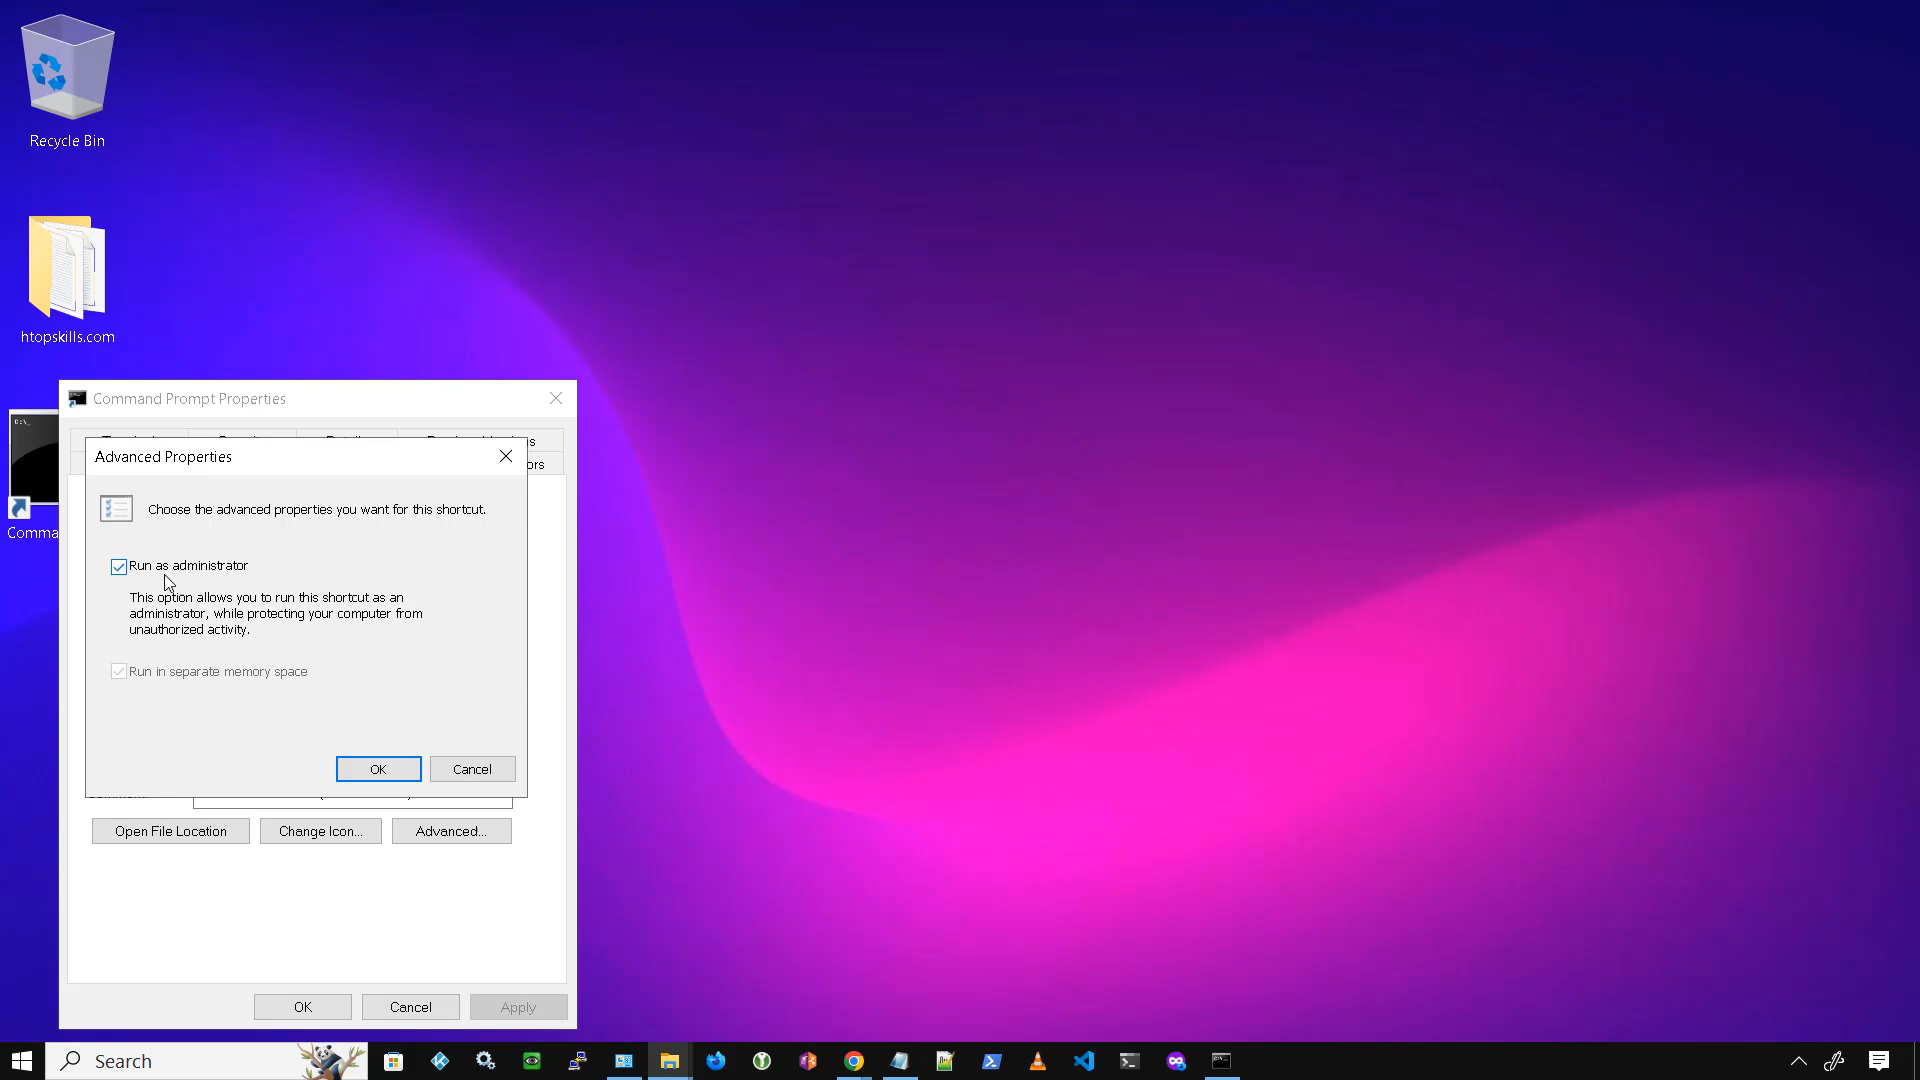 Recycle Bin
htopskills.com
Comma
Command Prompt Properties
Advanced Properties
Choose the advanced properties you want for this shortcut.
Run as administrator
This option allows you to run this shortcut as an
administrator, while protecting your computer from
unauthorized activity.
Run in separate memory space
OK
Cancel
Open File Location
Change Icon...
Advanced...
OK
Cancel
Apply
Search